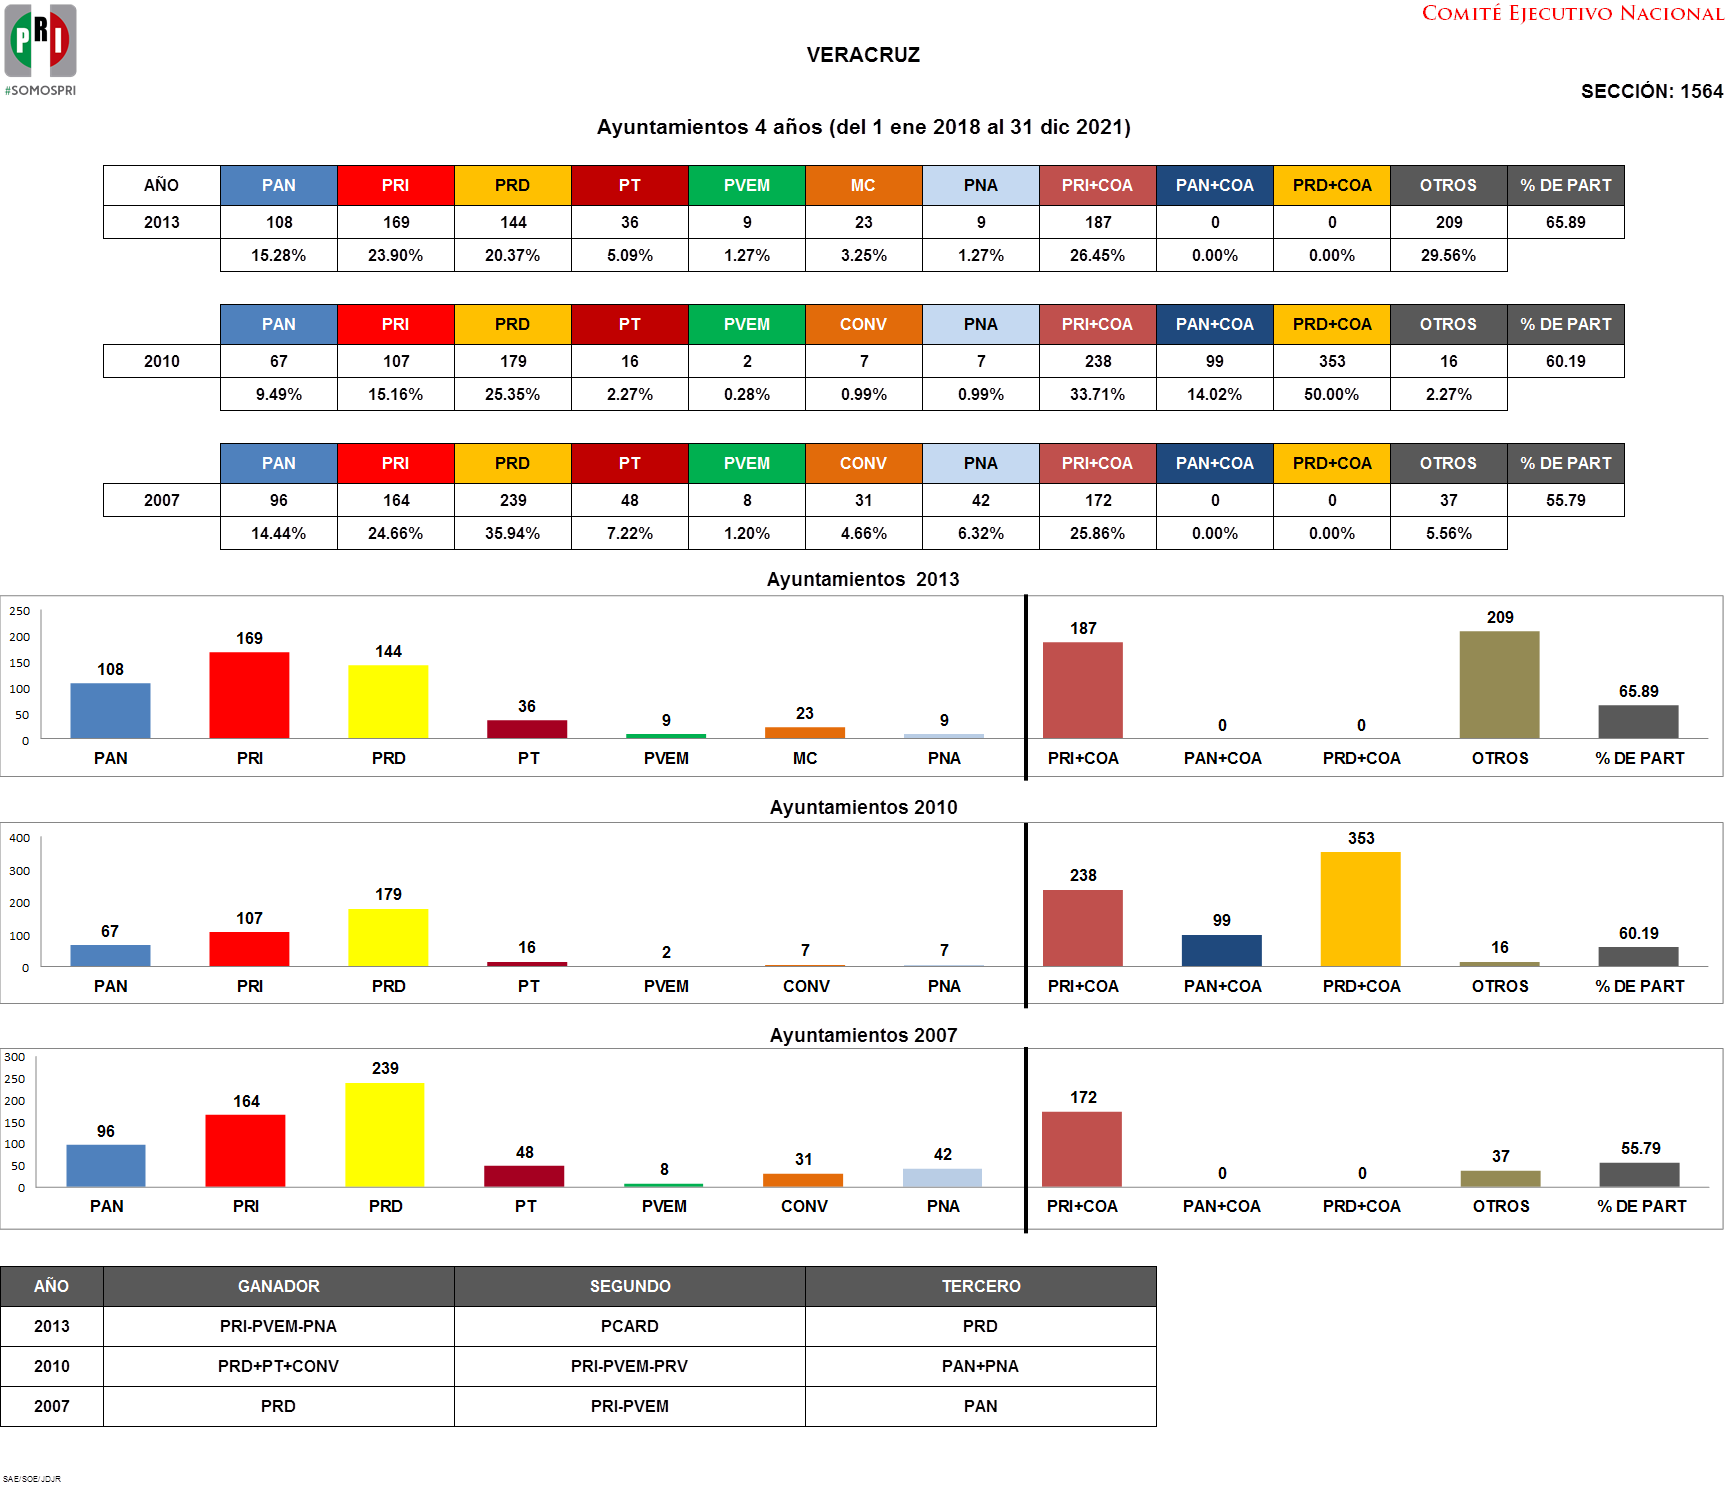 PRI
#SOMOSPRI
COMITÉ EJECUTIVO NACIONAL
VERACRUZ
SECCIÓN: 1564
Ayuntamientos 4 años (del 1 ene 2018 al 31 dic 2021)
AÑO PAN PRI PRD PT PVEM MC PNA PRI+COA PAN+COA PRD+COA OTROS % DE PART
2013 108 169 144 36 9 23 9 187 0 0 209 65.89
15.28% 23.90% 20.37% 5.09% 1.27% 3.25% 1.27% 26.45% 0.00% 0.00% 29.56%
PAN PRI PRD PT PVEM CONV PNA PRI+COA PAN+COA PRD+COA OTROS % DE PART
2010 67 107 179 16 2 7 7 238 99 353 16 60.19
9.49% 15.16% 25.35% 2.27% 0.28% 0.99% 0.99% 33.71% 14.02% 50.00% 2.27%
PAN PRI PRD PT PVEM CONV PNA PRI+COA PAN+COA PRD+COA OTROS % DE PART
2007 96 164 239 48 8 31 42 172 0 0 37 55.79
14.44% 24.66% 35.94% 7.22% 1.20% 4.66% 6.32% 25.86% 0.00% 0.00% 5.56%
Ayuntamientos 2013
250
200
150
100
50
0
108 169 144 36 9 23 9 187 0 0 209 65.89
PAN PRI PRD PT PVEM MC PNA PRI+COA PAN+COA PRD+COA OTROS % DE PART
Ayuntamientos 2010
400
300
200
100
0
67 107 179 16 2 7 7 238 99 353 16 60.19
PAN PRI PRD PT PVEM CONV PNA PRI+COA PAN+COA PRD+COA OTROS % DE PART
Ayuntamientos 2007
300
250
200
150
100
50
0
96 164 239 48 8 31 42 172 0 0 37 55.79
PAN PRI PRD PT PVEM CONV PNA PRI+COA PAN+COA PRD+COA OTROS % DE PART
AÑO GANADOR SEGUNDO TERCERO
2013 PRI-PVEM-PNA PCARD PRD
2010 PRD+PT+CONV PRI-PVEM-PRV PAN+PNA
2007 PRD PRI-PVEM PAN
SAE/SOE/JDJR